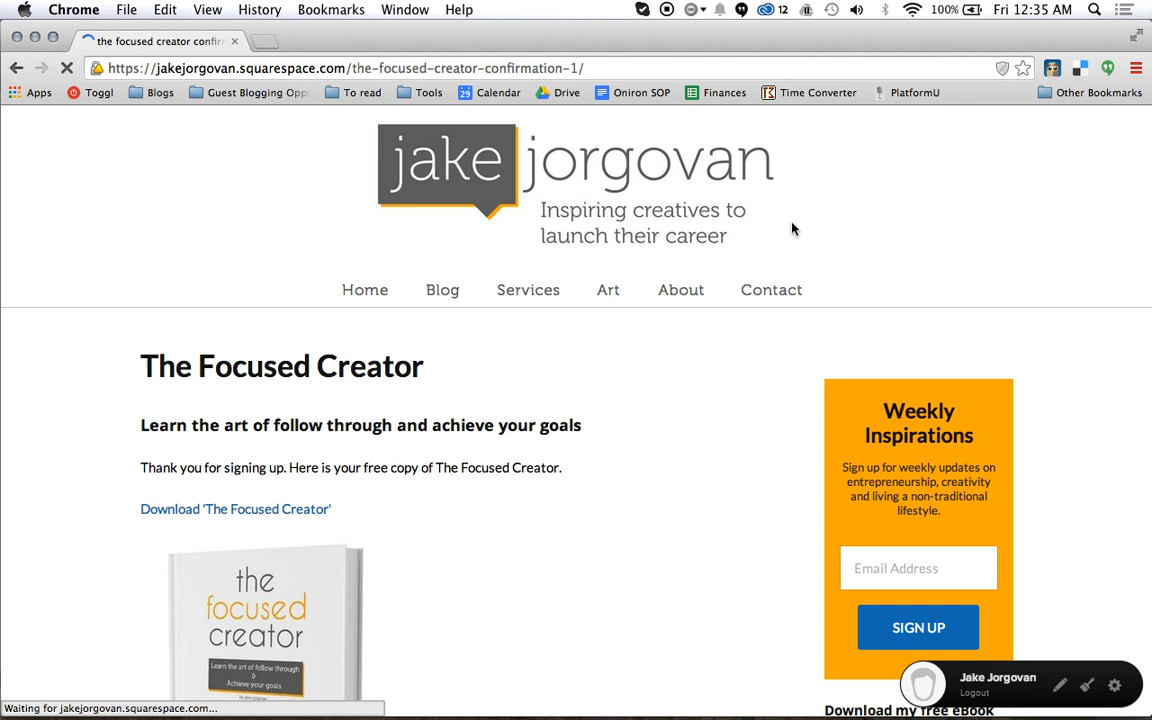 Chrome File Edit View History Bookmarks Window Help 12 100% Fri 12:35 AM
the focused creator confir
https://jakejorgovan.squarespace.com/the-focused-creator-confirmation-1/
Apps Toggl Blogs Guest Blogging Opp To read Tools 29 Calendar Drive Oniron SOP Finances Time Converter PlatformU Other Bookmarks
jake jorgovan
Inspiring creatives to
launch their career
Home Blog Services Art About Contact
The Focused Creator
Learn the art of follow through and achieve your goals
Thank you for signing up. Here is your free copy of The Focused Creator.
Download 'The Focused Creator'
the
focused
creator
Learn the art of follow through
&
Achieve your goals
Weekly
Inspirations
Sign up for weekly updates on
entrepreneurship, creativity
and living a non-traditional
lifestyle.
Email Address
SIGN UP
Jake Jorgovan
Logout
Download my free eBook
Waiting for jakejorgovan.squarespace.com...